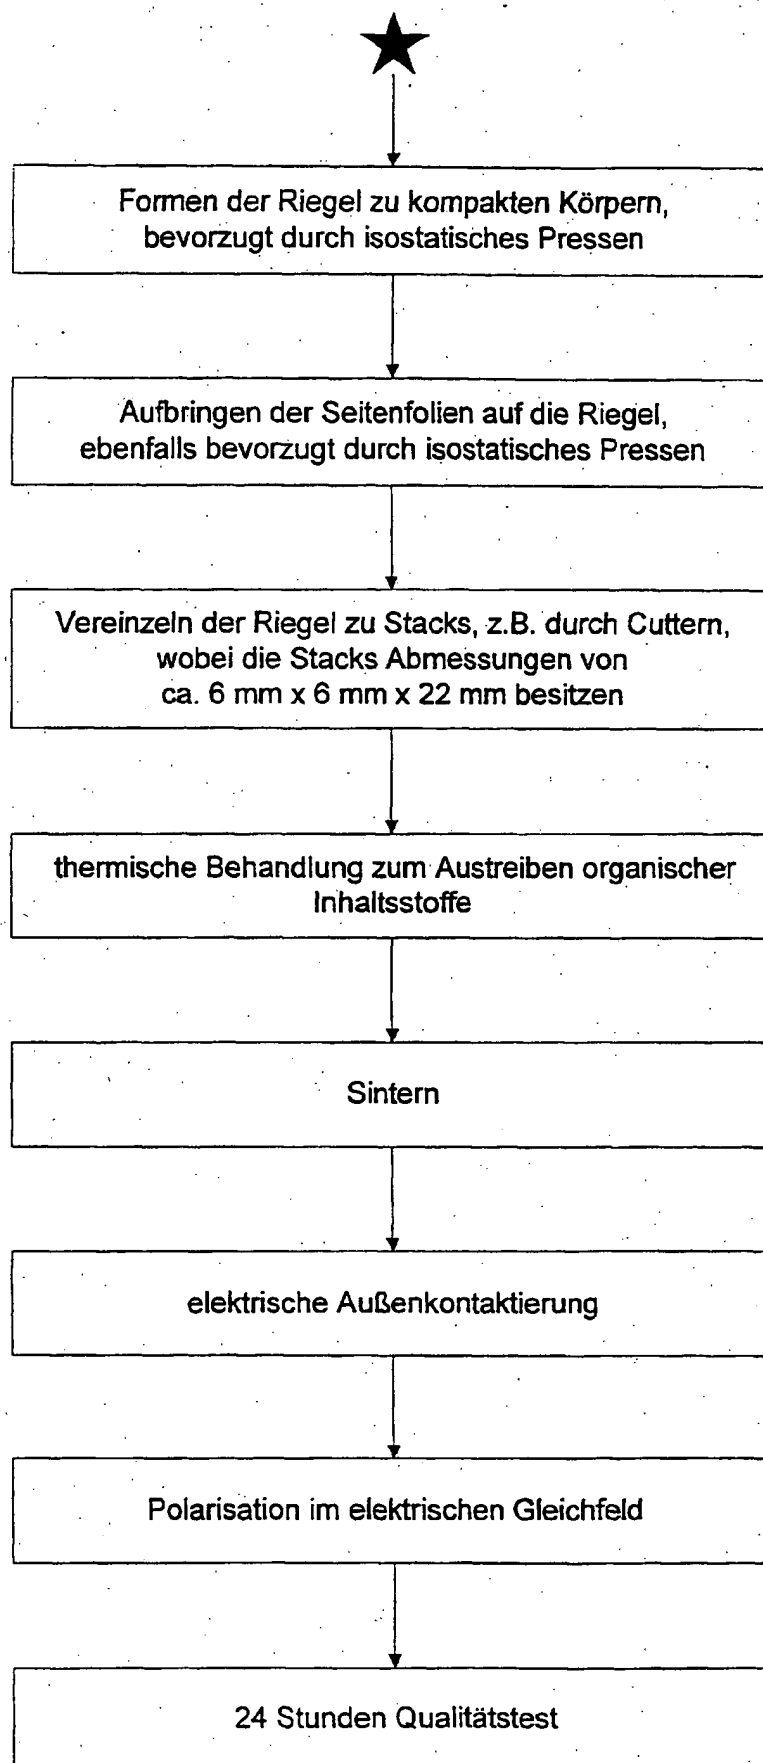 Formen der Riegel zu kompakten Körpern,
bevorzugt durch isostatisches Pressen
Aufbringen der Seitenfolien auf die Riegel,
ebenfalls bevorzugt durch isostatisches Pressen
Vereinzeln der Riegel zu Stacks, z.B. durch Cuttern,
wobei die Stacks Abmessungen von
ca. 6 mm x 6 mm x 22 mm besitzen
thermische Behandlung zum Austreiben organischer
Inhaltsstoffe
Sintern
elektrische Außenkontaktierung
Polarisation im elektrischen Gleichfeld
24 Stunden Qualitätstest